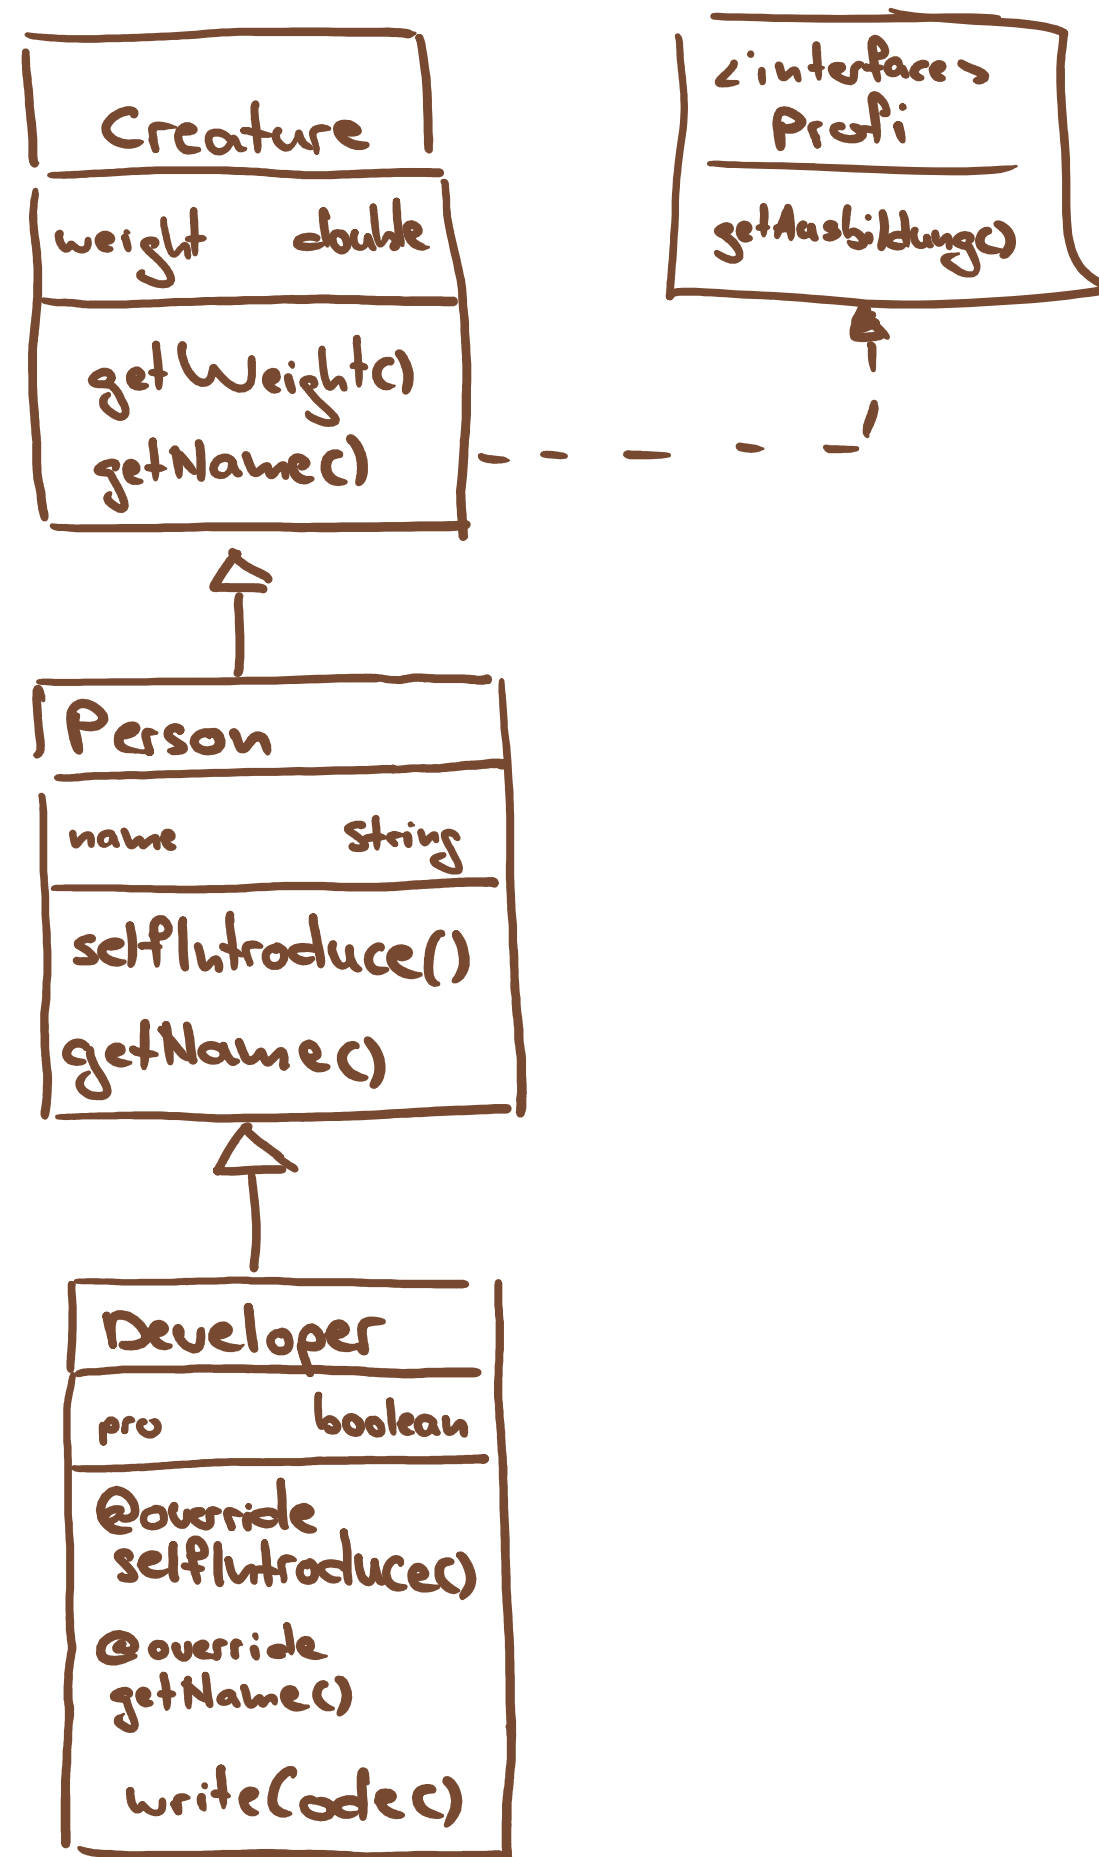 Creature
weight double
getWeight()
getName()
<interface>
Profi
getAusbildung()
Person
name string
selfIntroduce()
getName()
Developer
pro boolean
@override
selfIntroduce()
@override
getName()
writeCode()